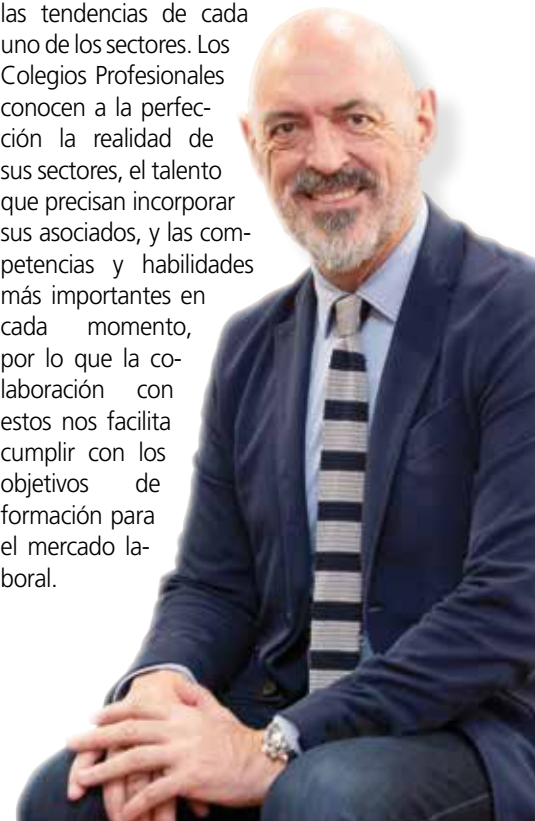 las tendencias de cada
uno de los sectores. Los
Colegios Profesionales
conocen a la perfec-
ción la realidad de
sus sectores, el talento
que precisan incorporar
sus asociados, y las com-
petencias y habilidades
más importantes en
cada momento,
por lo que la co-
laboración con
estos nos facilita
cumplir con los
objetivos de
formación para
el mercado la-
boral.